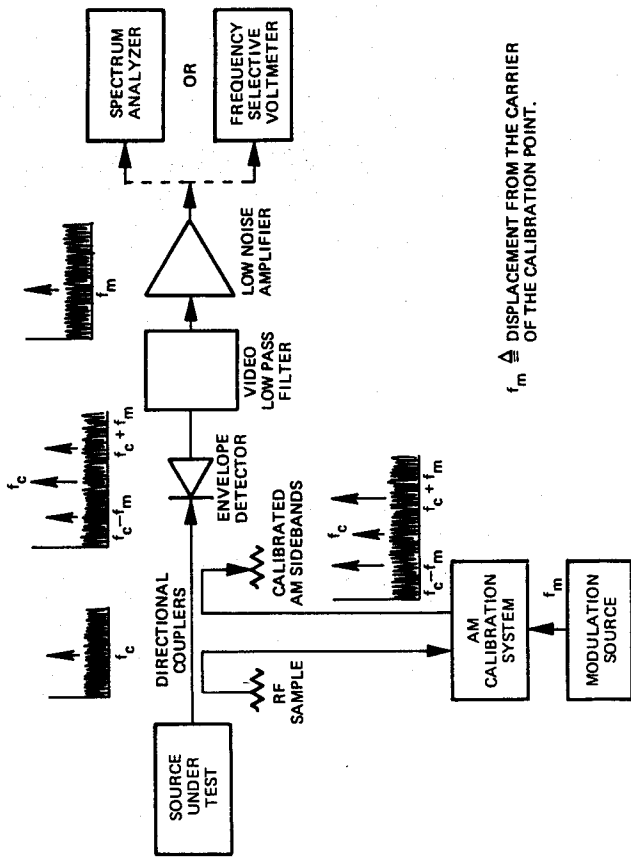 SOURCE
UNDER
TEST
f_c
DIRECTIONAL
COUPLERS
RF
SAMPLE
f_c
f_c−f_m
f_c + f_m
ENVELOPE
DETECTOR
CALIBRATED
AM SIDEBANDS
f_c
f_c−f_m
f_c + f_m
AM
CALIBRATION
SYSTEM
f_m
MODULATION
SOURCE
VIDEO
LOW PASS
FILTER
f_m
LOW NOISE
AMPLIFIER
SPECTRUM
ANALYZER
OR
FREQUENCY
SELECTIVE
VOLTMETER
f_m ≜ DISPLACEMENT FROM THE CARRIER
OF THE CALIBRATION POINT.